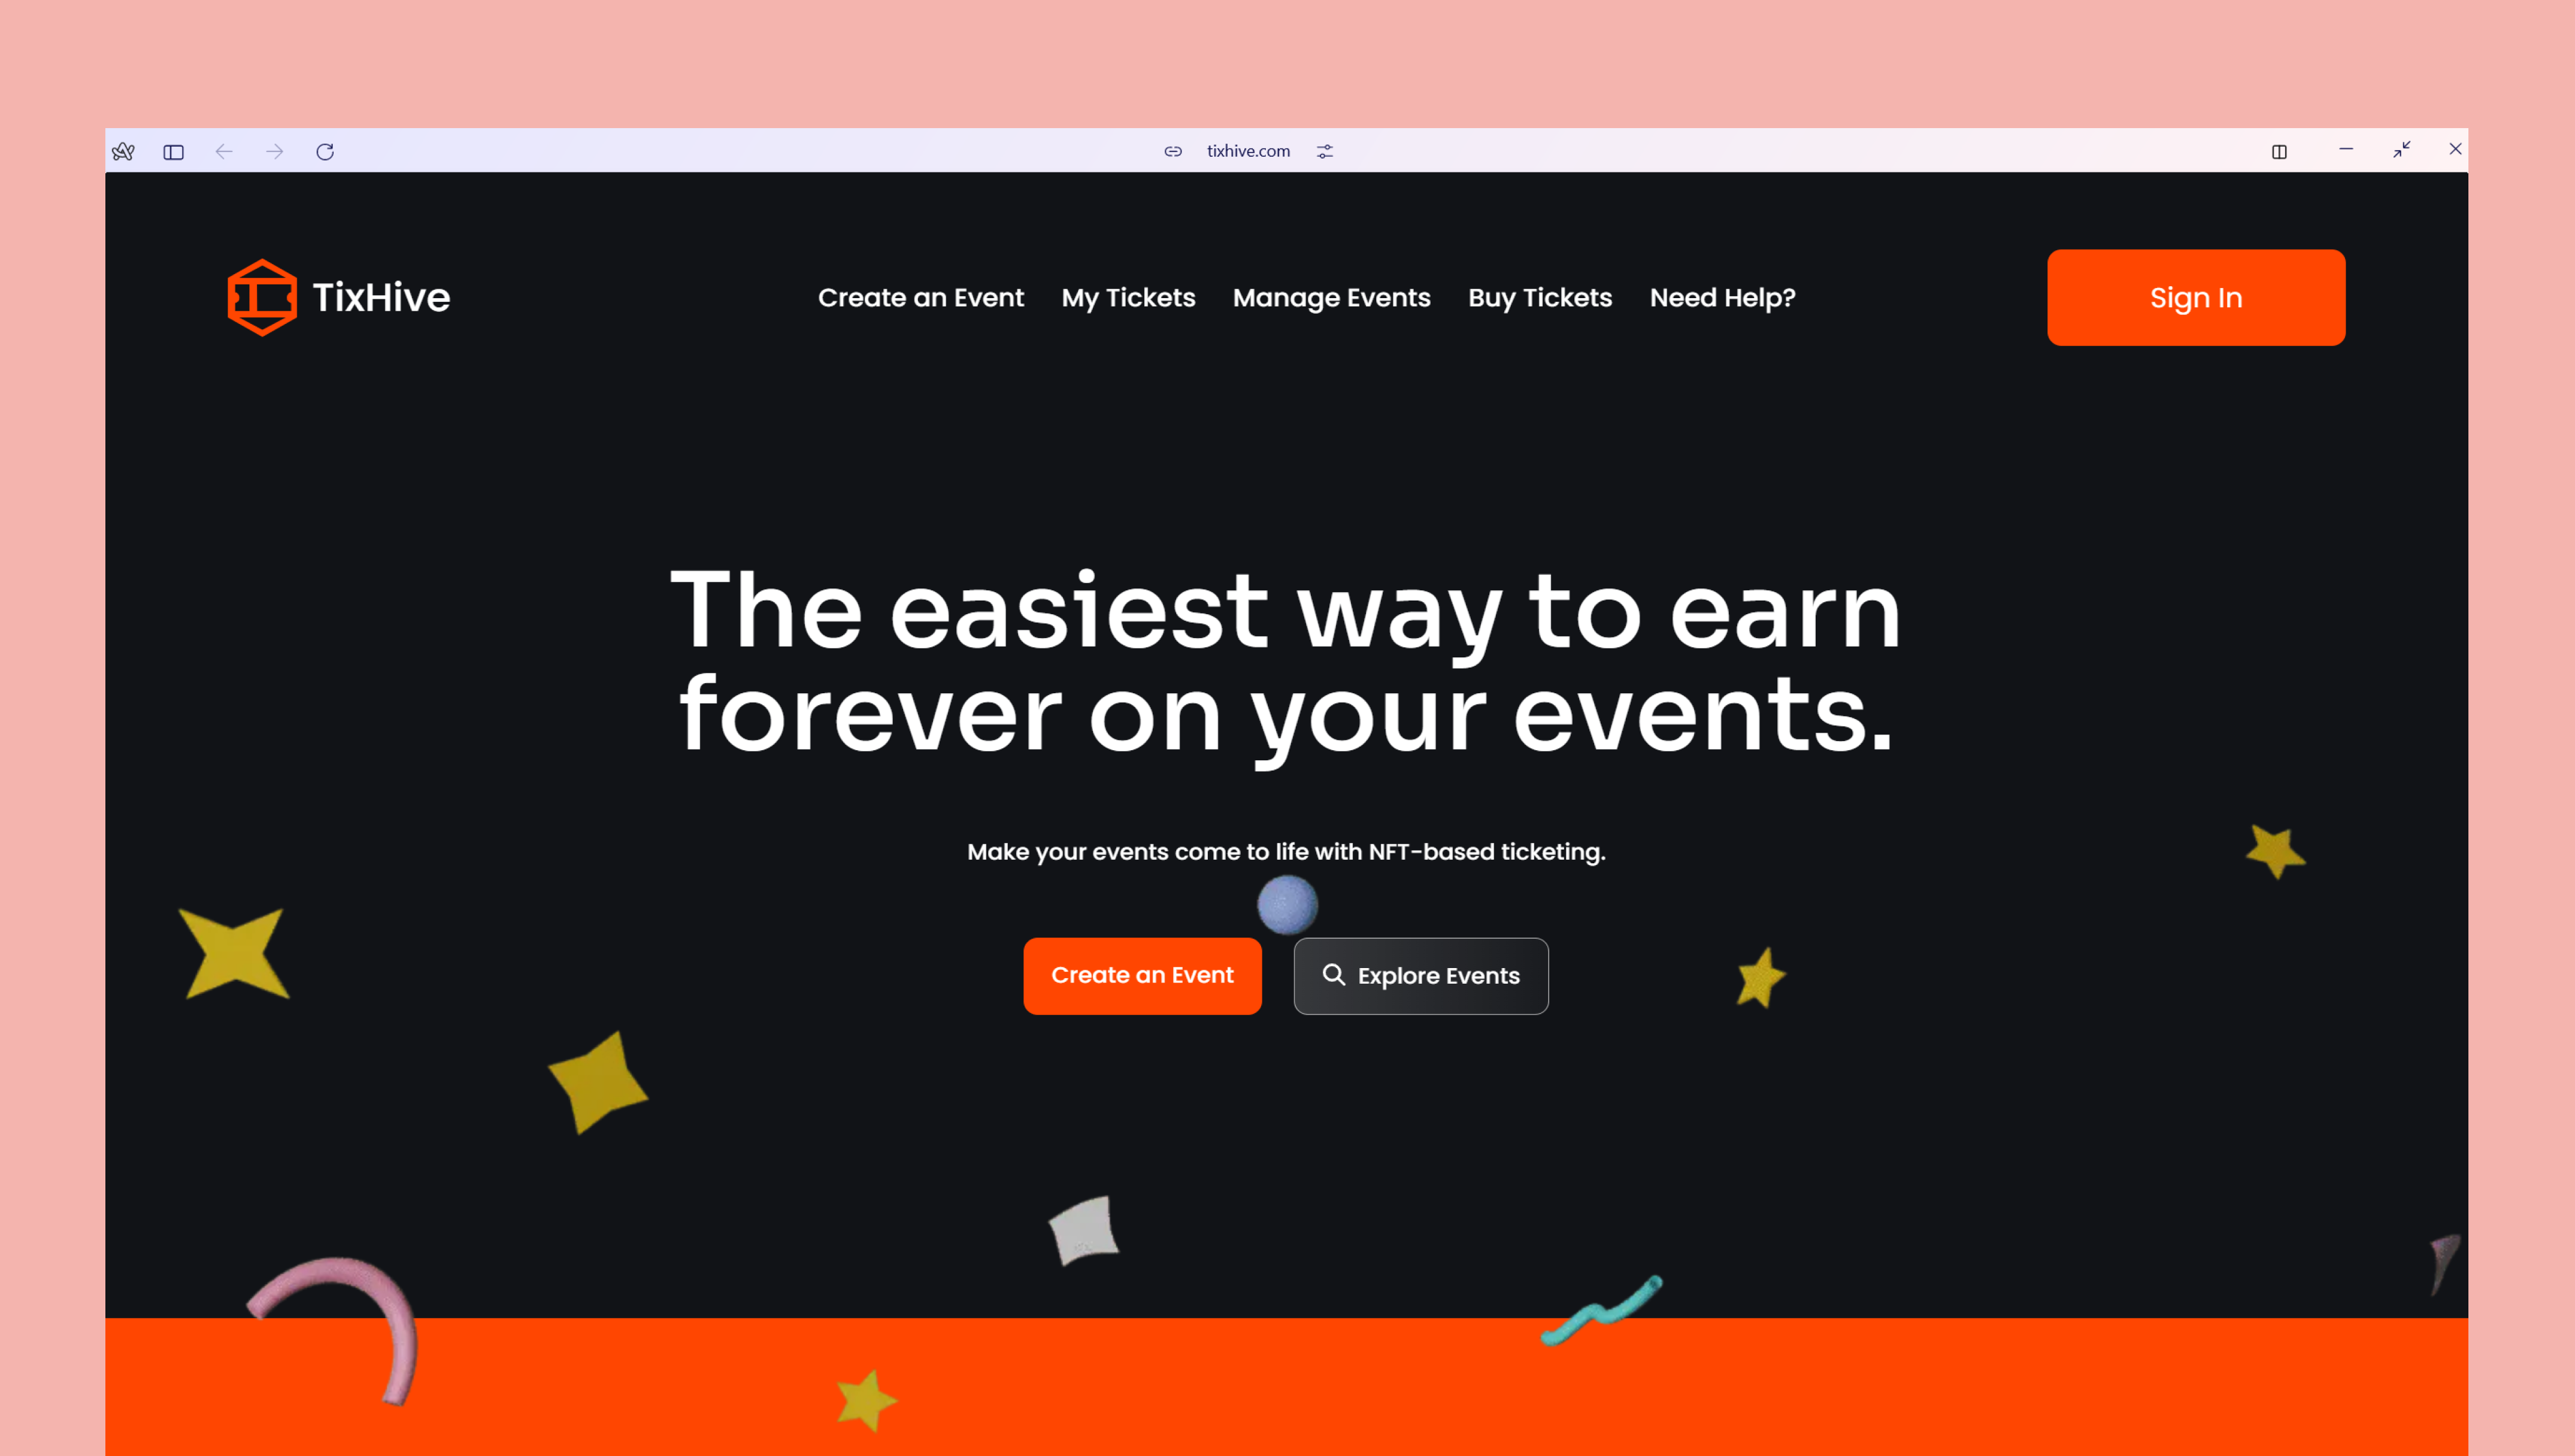 tixhive.com
TixHive
Create an Event
My Tickets
Manage Events
Buy Tickets
Need Help?
Sign In
The easiest way to earn
forever on your events.
Make your events come to life with NFT-based ticketing.
Create an Event
Explore Events